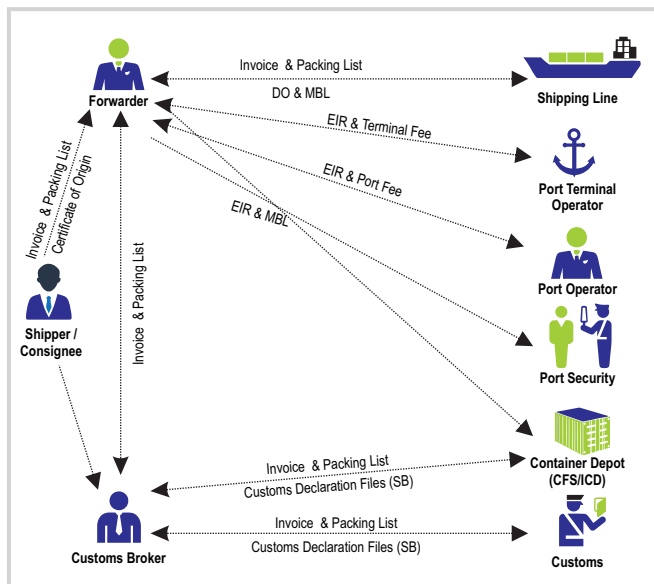 Invoice & Packing List
DO & MBL
Forwarder
Shipping Line
EIR & Terminal Fee
Port Terminal
Operator
EIR & Port Fee
Port Operator
EIR & MBL
Port Security
Invoice & Packing List
Certificate of Origin
Shipper /
Consignee
Invoice & Packing List
Container Depot
(CFS/ICD)
Invoice & Packing List
Customs Declaration Files (SB)
Customs Broker
Invoice & Packing List
Customs Declaration Files (SB)
Customs